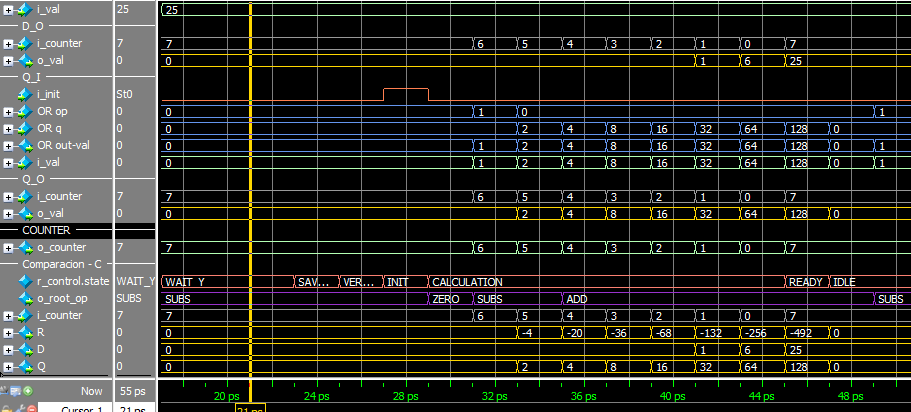 i_val 25 25
D_O
i_counter 7 7 6 5 4 3 2 1 0 7
o_val 0 0 1 6 25
Q_I
i_init St0
OR op 0 0 1 0 1
OR q 0 0 2 4 8 16 32 64 128 0
OR out-val 0 0 1 2 4 8 16 32 64 128 0 1
i_val 0 0 1 2 4 8 16 32 64 128 0 1
Q_O
i_counter 7 7 6 5 4 3 2 1 0 7
o_val 0 0 2 4 8 16 32 64 128 0
COUNTER
o_counter 7 7 6 5 4 3 2 1 0 7
Comparacion - C
r_control.state WAIT_Y WAIT_Y SAV... VER... INIT CALCULATION READY IDLE
o_root_op SUBS SUBS ZERO SUBS ADD SUBS
i_counter 7 7 6 5 4 3 2 1 0 7
R 0 0 -4 -20 -36 -68 -132 -256 -492 0
D 0 0 1 6 25
Q 0 0 2 4 8 16 32 64 128 0
Now 55 ps 20 ps 24 ps 28 ps 32 ps 36 ps 40 ps 44 ps 48 ps
Cursor 1 21 ps 21 ps